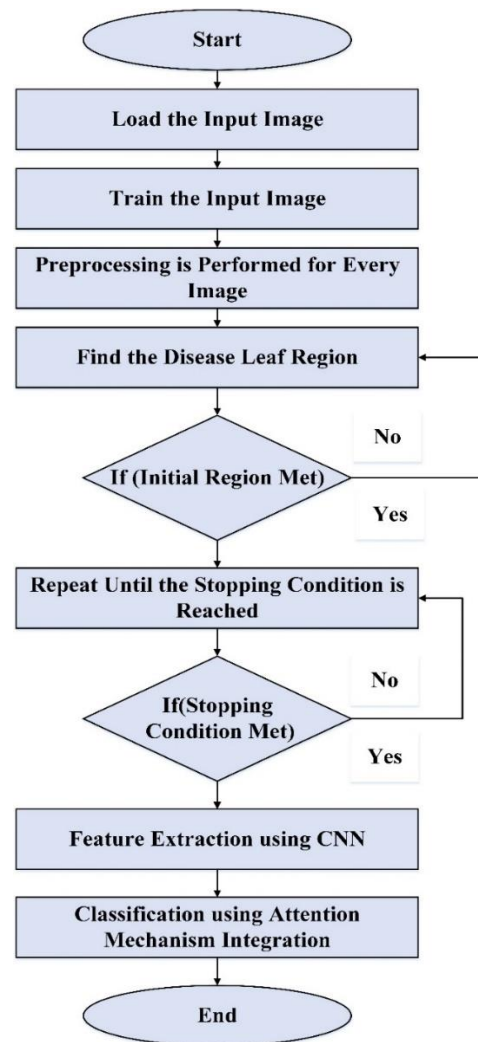 Start
Load the Input Image
Train the Input Image
Preprocessing is Performed for Every
Image
Find the Disease Leaf Region
No
If (Initial Region Met)
Yes
Repeat Until the Stopping Condition is
Reached
No
If(Stopping
Condition Met)
Yes
Feature Extraction using CNN
Classification using Attention
Mechanism Integration
End